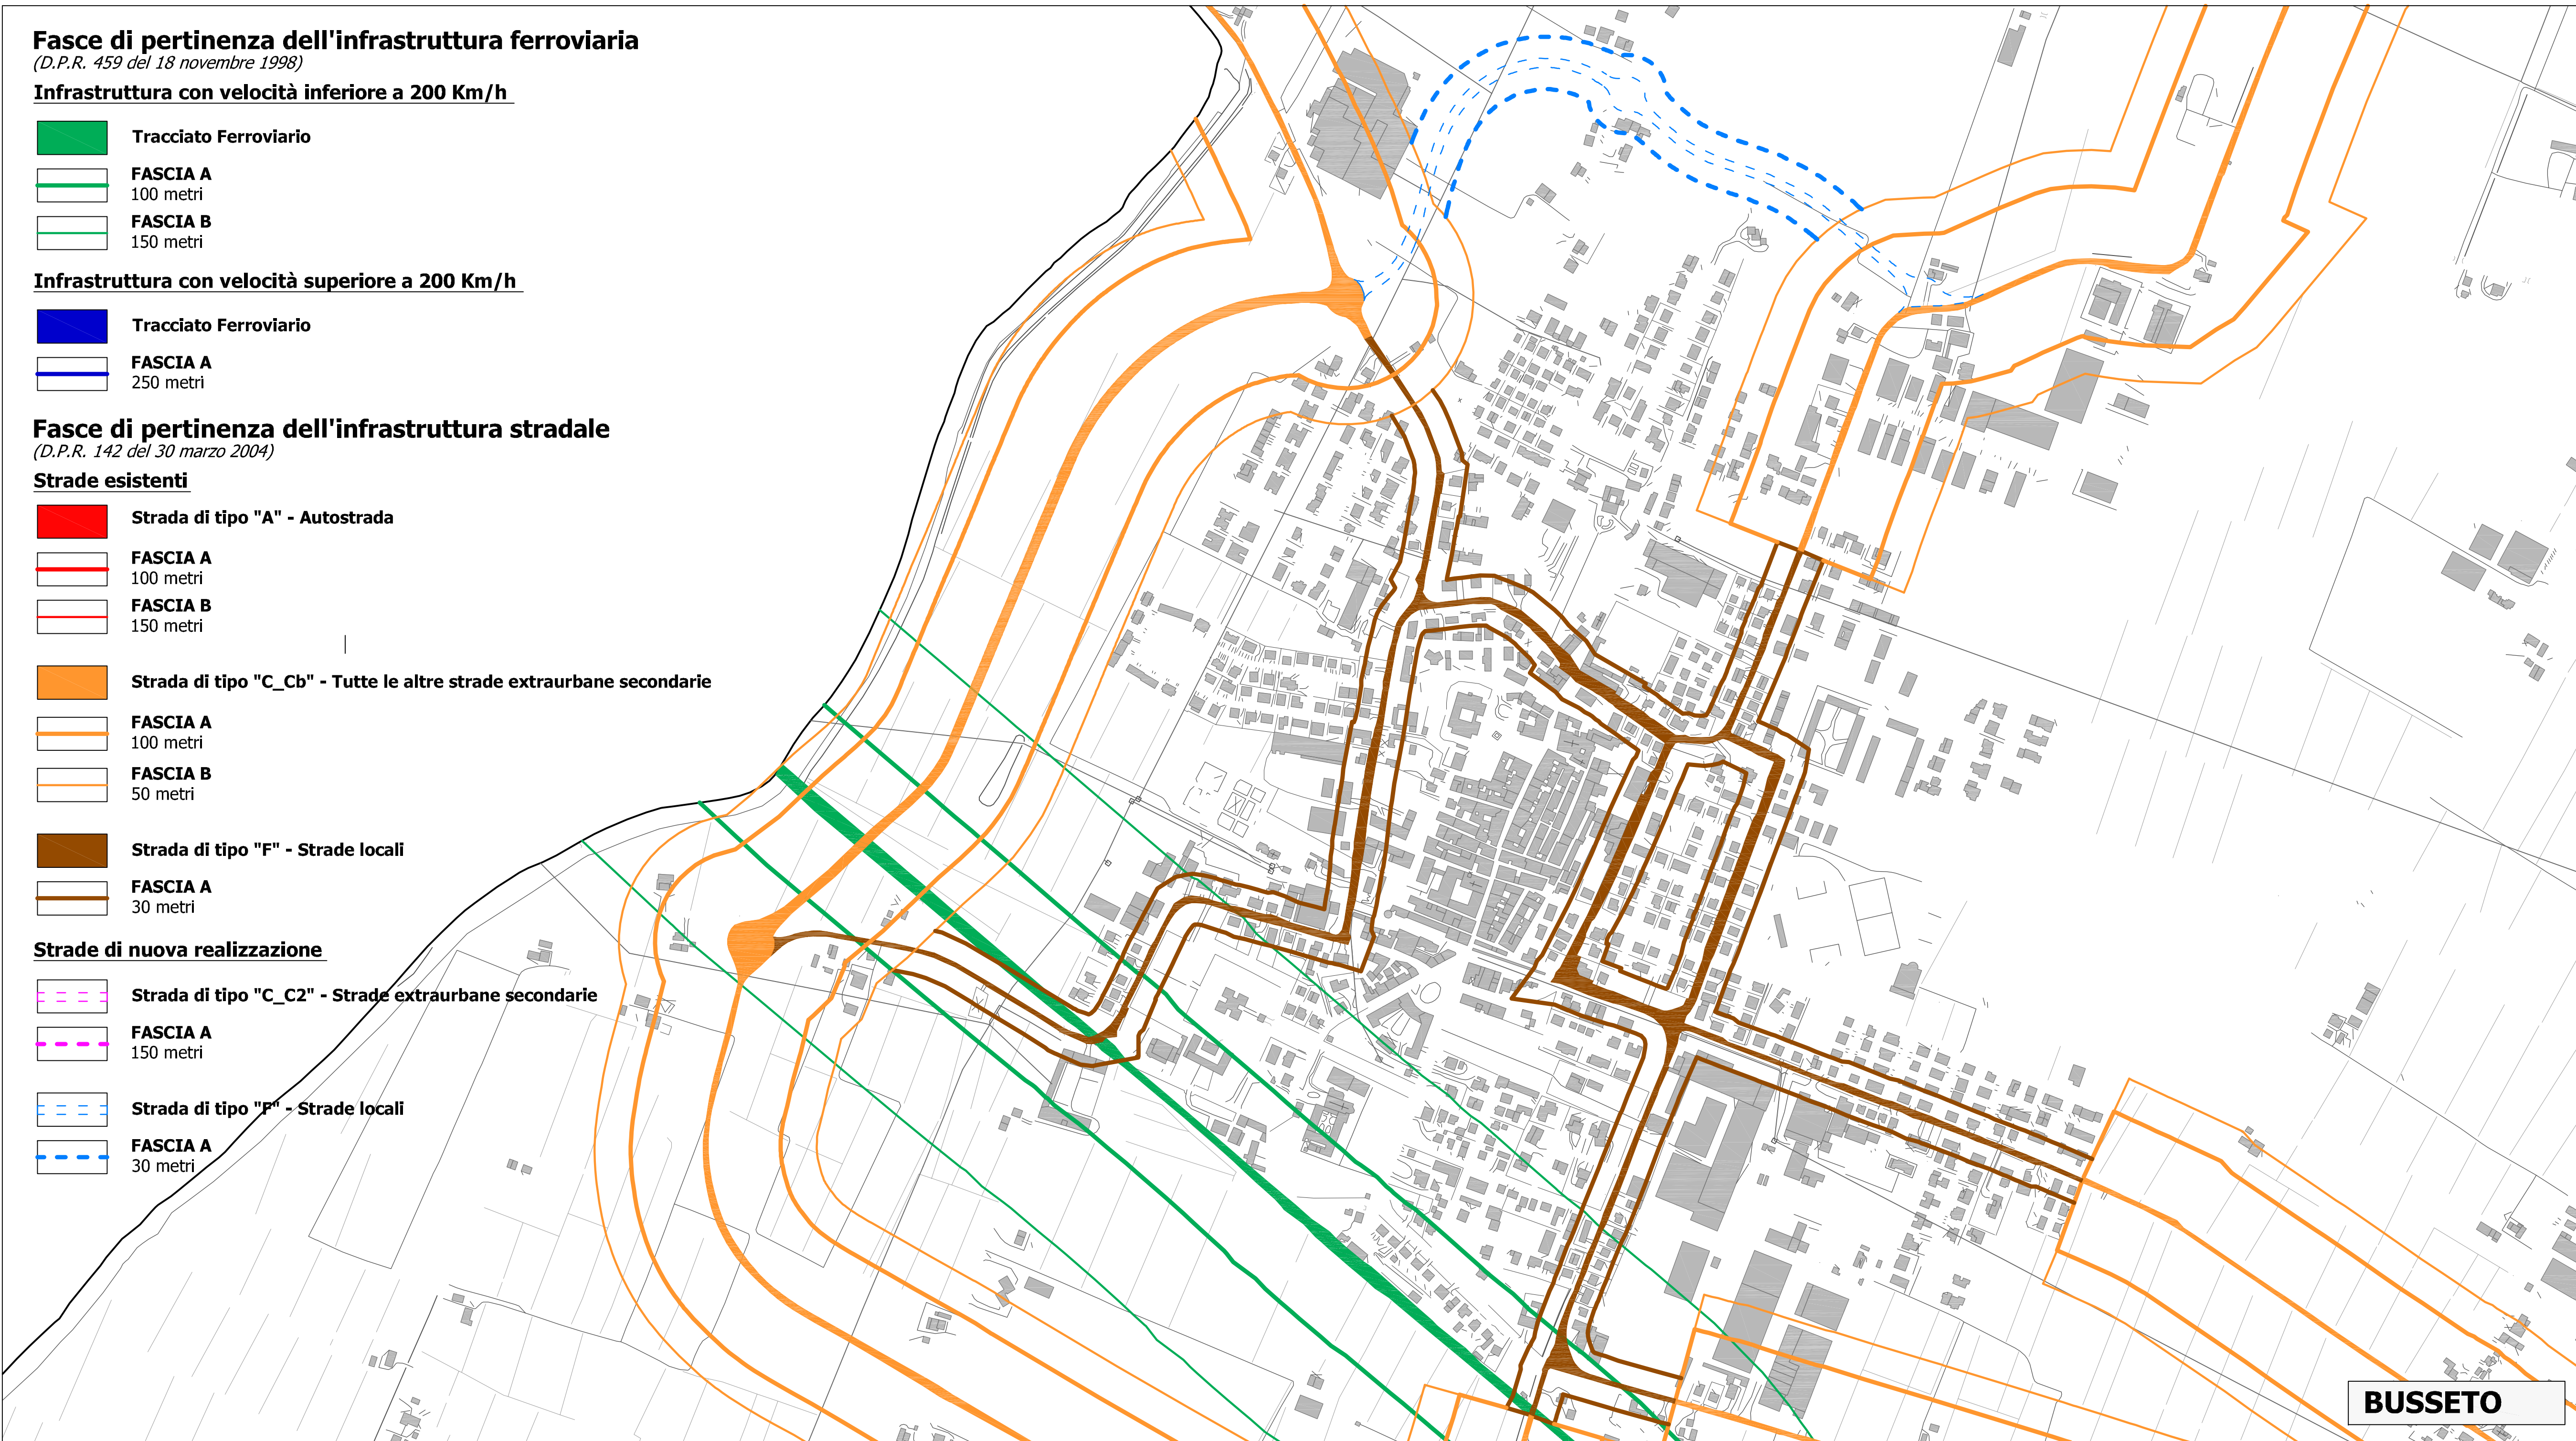 Fasce di pertinenza dell'infrastruttura ferroviaria
(D.P.R. 459 del 18 novembre 1998)
Infrastruttura con velocità inferiore a 200 Km/h
Tracciato Ferroviario
FASCIA A
100 metri
FASCIA B
150 metri
Infrastruttura con velocità superiore a 200 Km/h
Tracciato Ferroviario
FASCIA A
250 metri
Fasce di pertinenza dell'infrastruttura stradale
(D.P.R. 142 del 30 marzo 2004)
Strade esistenti
Strada di tipo "A" - Autostrada
FASCIA A
100 metri
FASCIA B
150 metri
Strada di tipo "C_Cb" - Tutte le altre strade extraurbane secondarie
FASCIA A
100 metri
FASCIA B
50 metri
Strada di tipo "F" - Strade locali
FASCIA A
30 metri
Strade di nuova realizzazione
Strada di tipo "C_C2" - Strade extraurbane secondarie
FASCIA A
150 metri
Strada di tipo "F" - Strade locali
FASCIA A
30 metri
BUSSETO